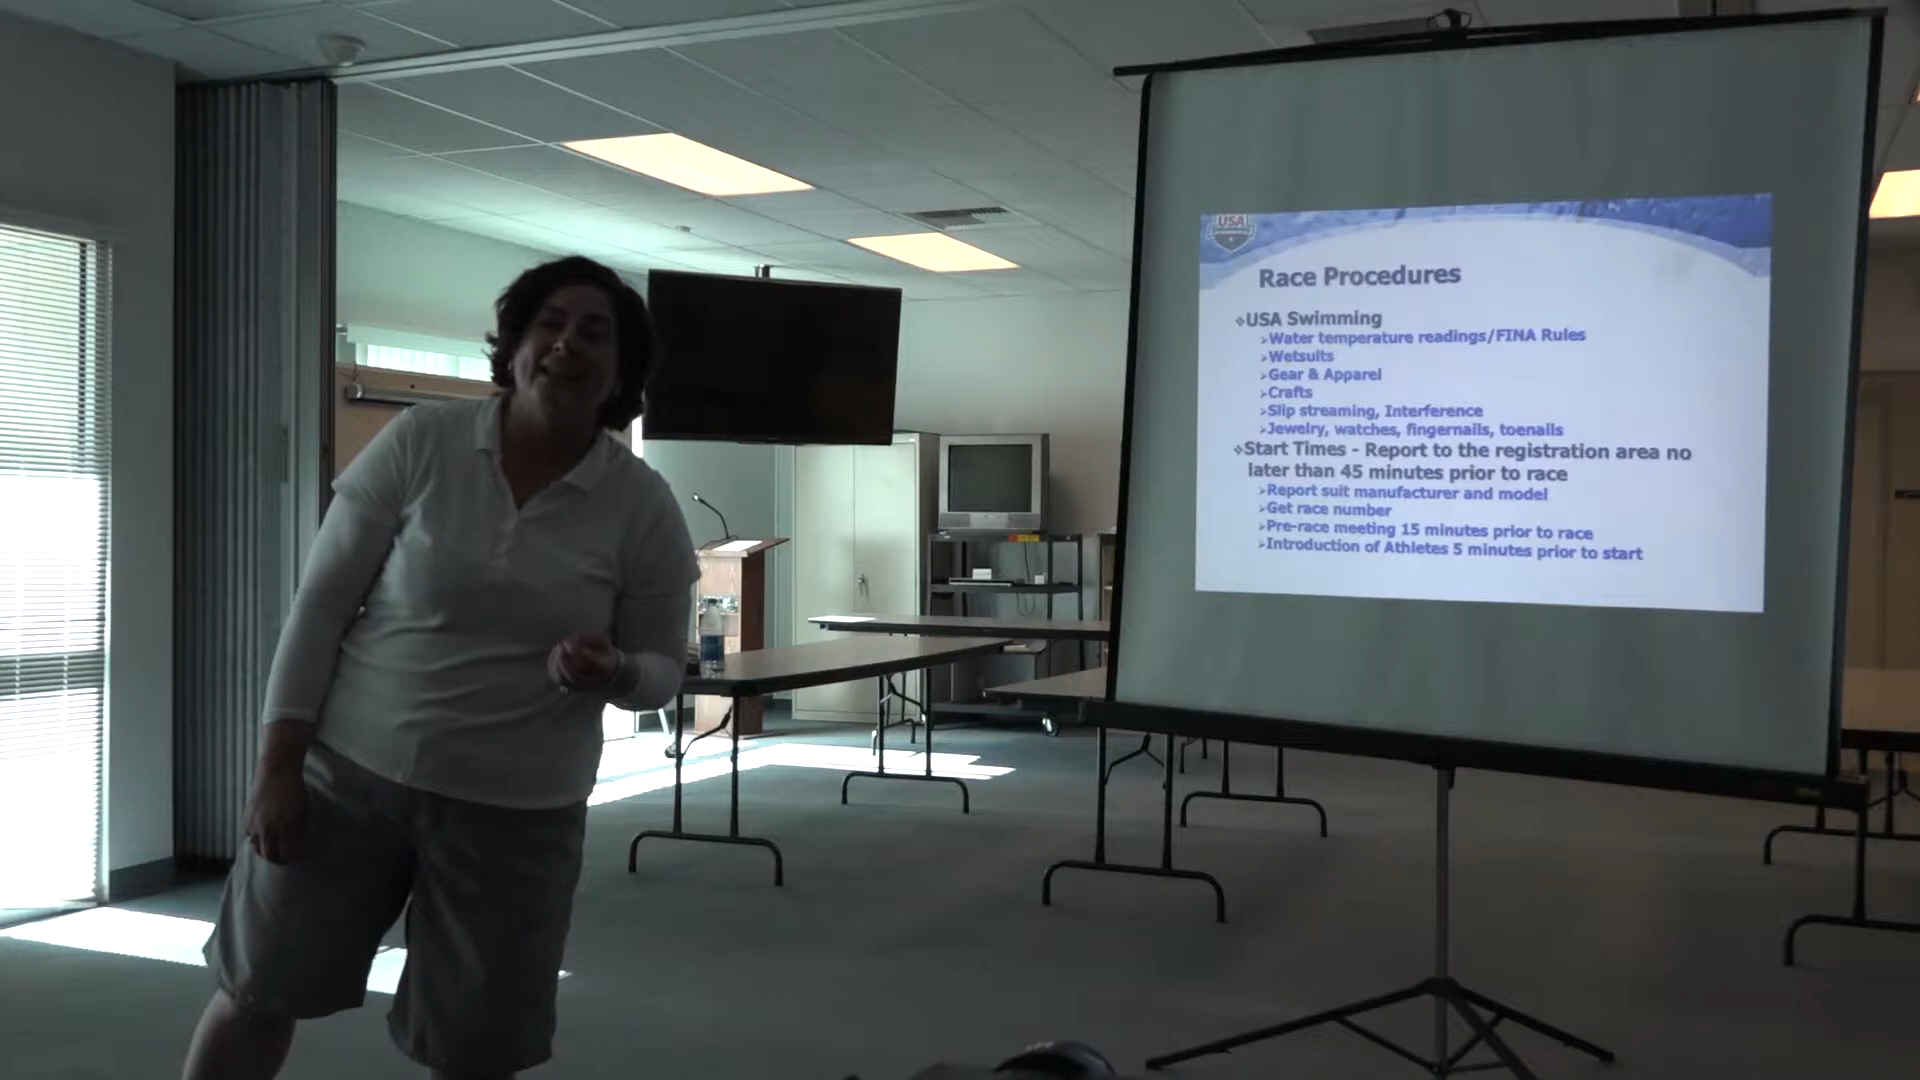 USA
Race Procedures
❖USA Swimming
➢Water temperature readings/FINA Rules
➢Wetsuits
➢Gear & Apparel
➢Crafts
➢Slip streaming, Interference
➢Jewelry, watches, fingernails, toenails
❖Start Times - Report to the registration area no
later than 45 minutes prior to race
➢Report suit manufacturer and model
➢Get race number
➢Pre-race meeting 15 minutes prior to race
➢Introduction of Athletes 5 minutes prior to start